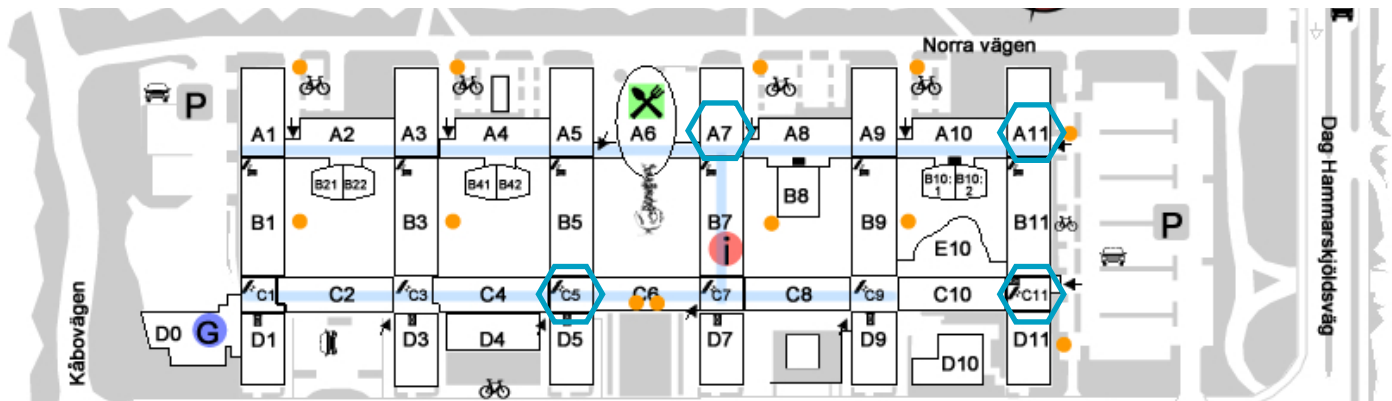 Norra vägen
P
A1 A2 A3 A4 A5 A6 A7 A8 A9 A10 A11
B21 B22 B41 B42 B10: 1 B10: 2
B8
B1 B3 B5 B7 B9 B11
P
i
E10
C1 C2 C3 C4 C5 C6 C7 C8 C9 C10 C11
D0 G D1 D3 D4 D5 D7 D9 D10 D11
Kåbovägen
Dag Hammarskjöldsväg